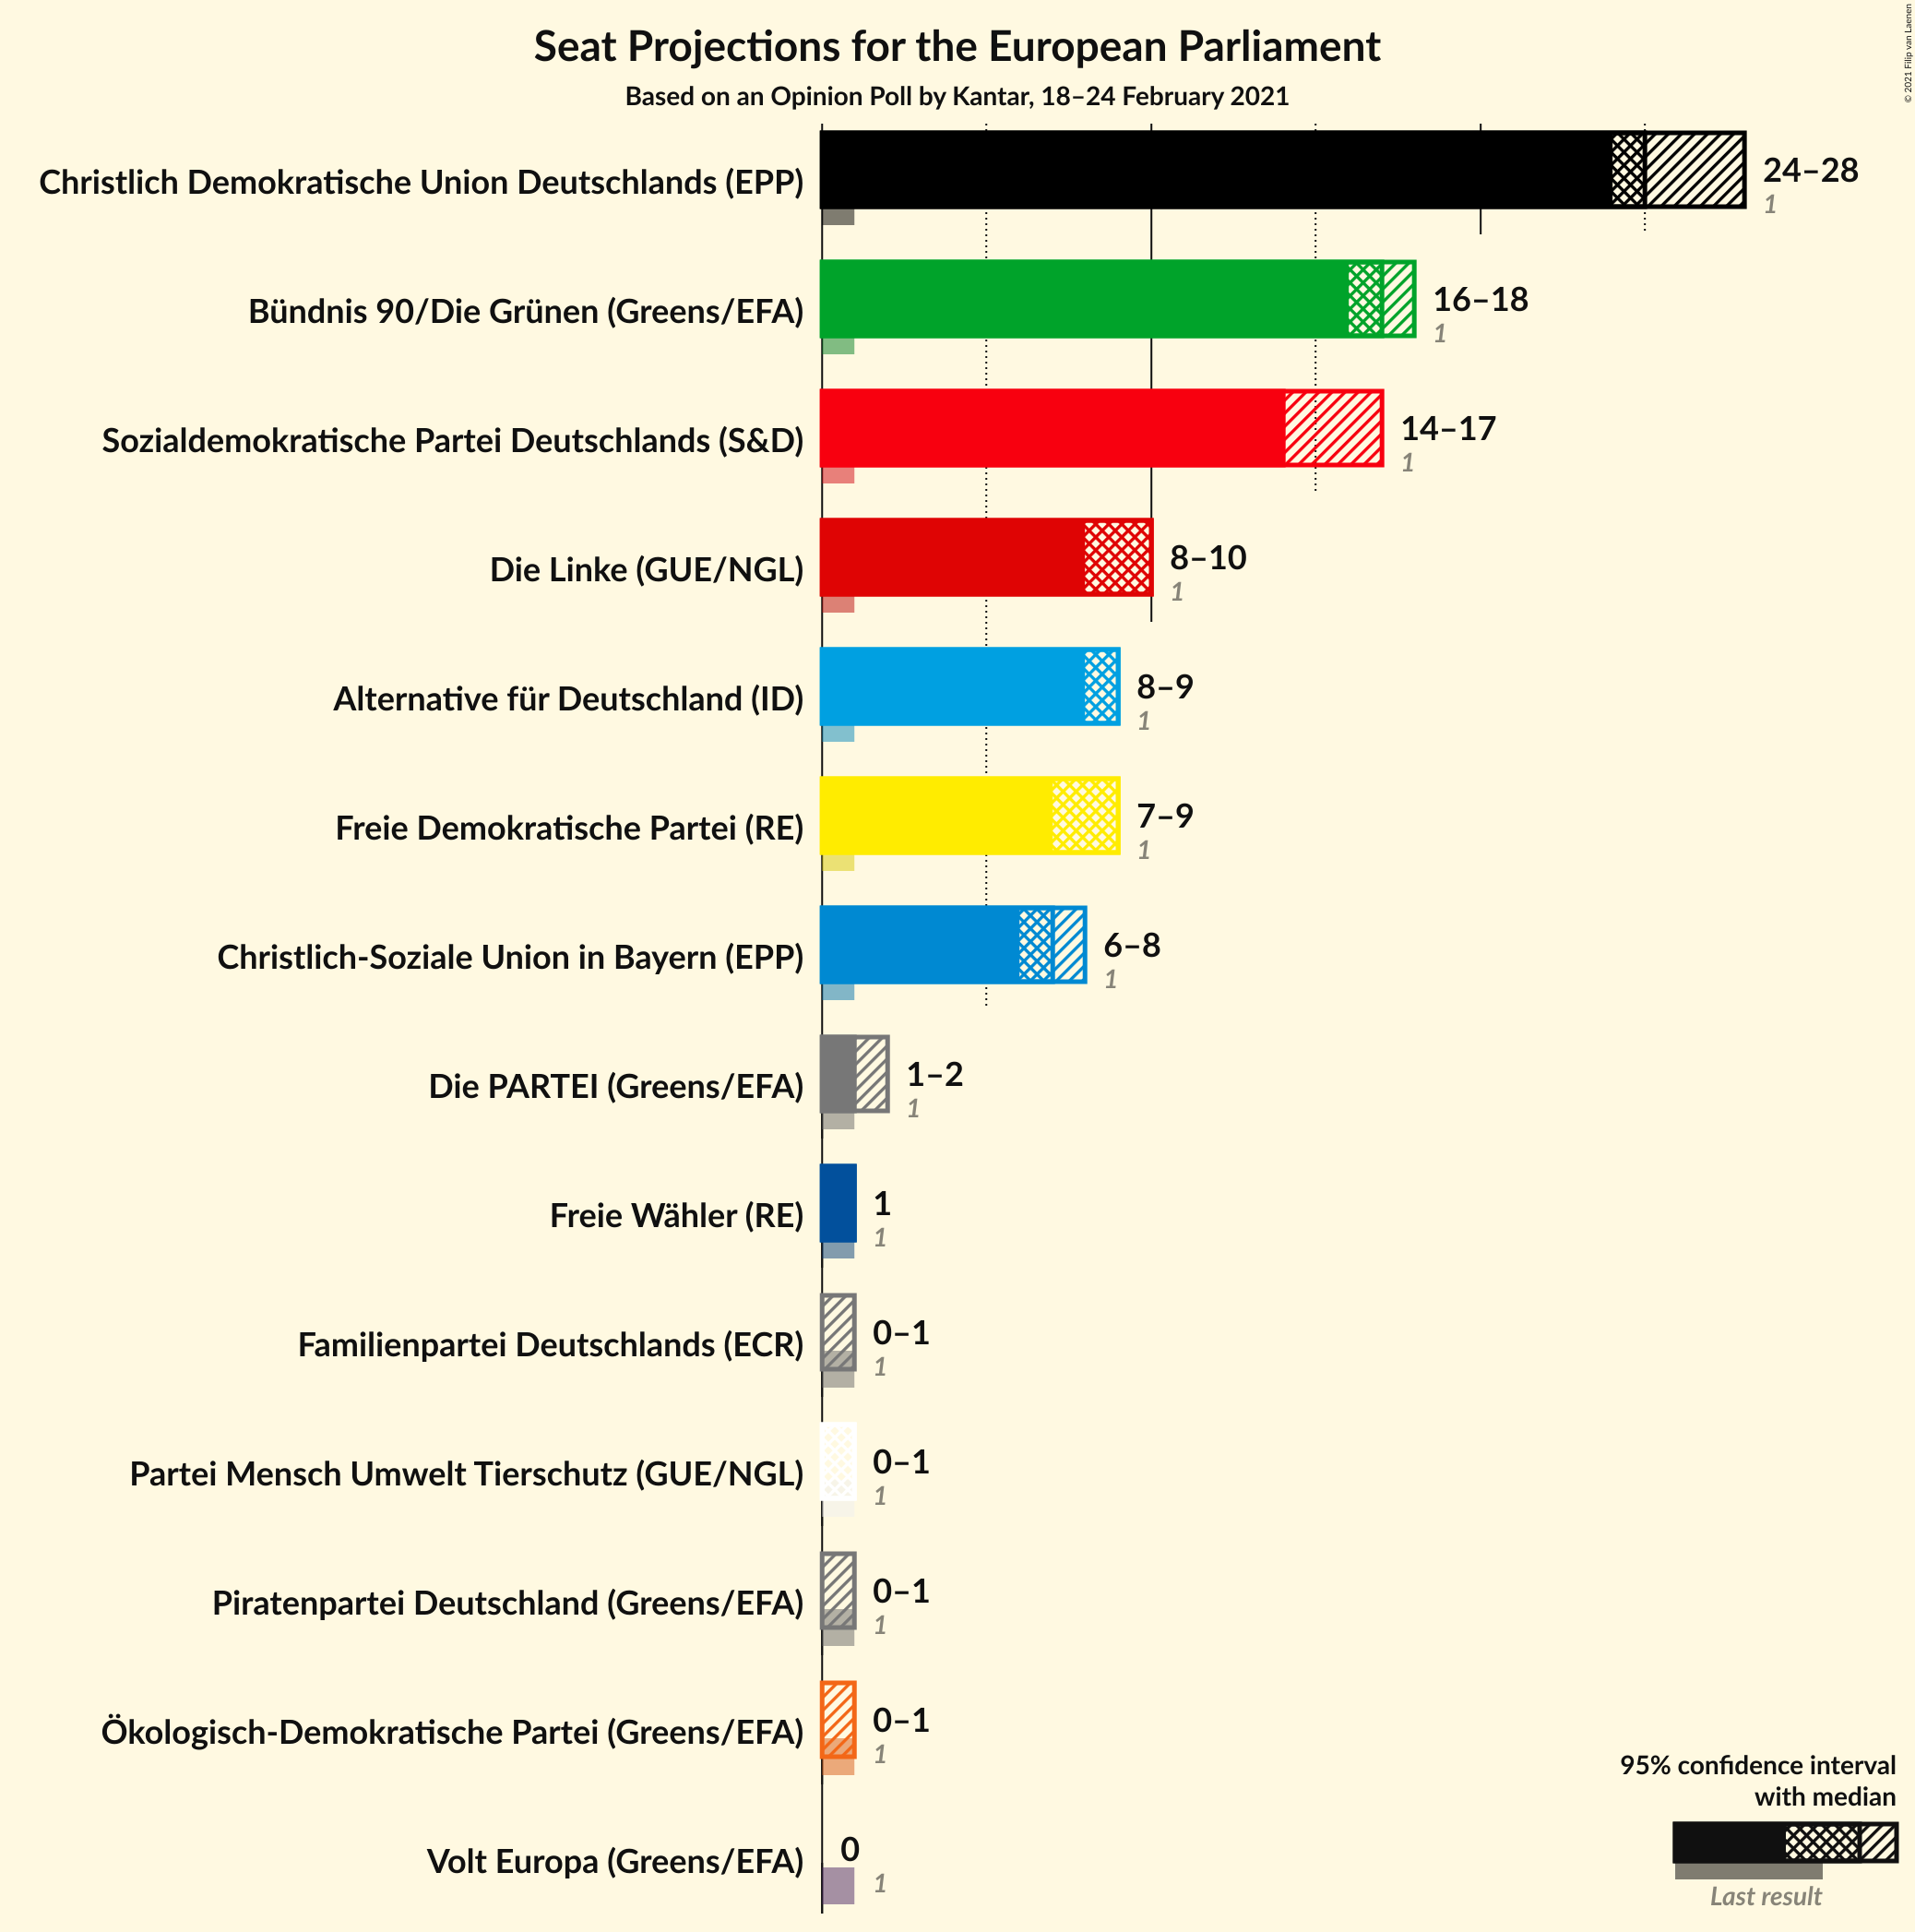 Seat Projections for the European Parliament
Based on an Opinion Poll by Kantar, 18–24 February 2021
© 2021 Filip van Laenen
Christlich Demokratische Union Deutschlands (EPP)
24–28
1
Bündnis 90/Die Grünen (Greens/EFA)
16–18
1
Sozialdemokratische Partei Deutschlands (S&D)
14–17
1
Die Linke (GUE/NGL)
8–10
1
Alternative für Deutschland (ID)
8–9
1
Freie Demokratische Partei (RE)
7–9
1
Christlich-Soziale Union in Bayern (EPP)
6–8
1
Die PARTEI (Greens/EFA)
1–2
1
Freie Wähler (RE)
1
1
Familienpartei Deutschlands (ECR)
0–1
1
Partei Mensch Umwelt Tierschutz (GUE/NGL)
0–1
1
Piratenpartei Deutschland (Greens/EFA)
0–1
1
Ökologisch-Demokratische Partei (Greens/EFA)
0–1
1
Volt Europa (Greens/EFA)
0
1
95% confidence interval
with median
Last result